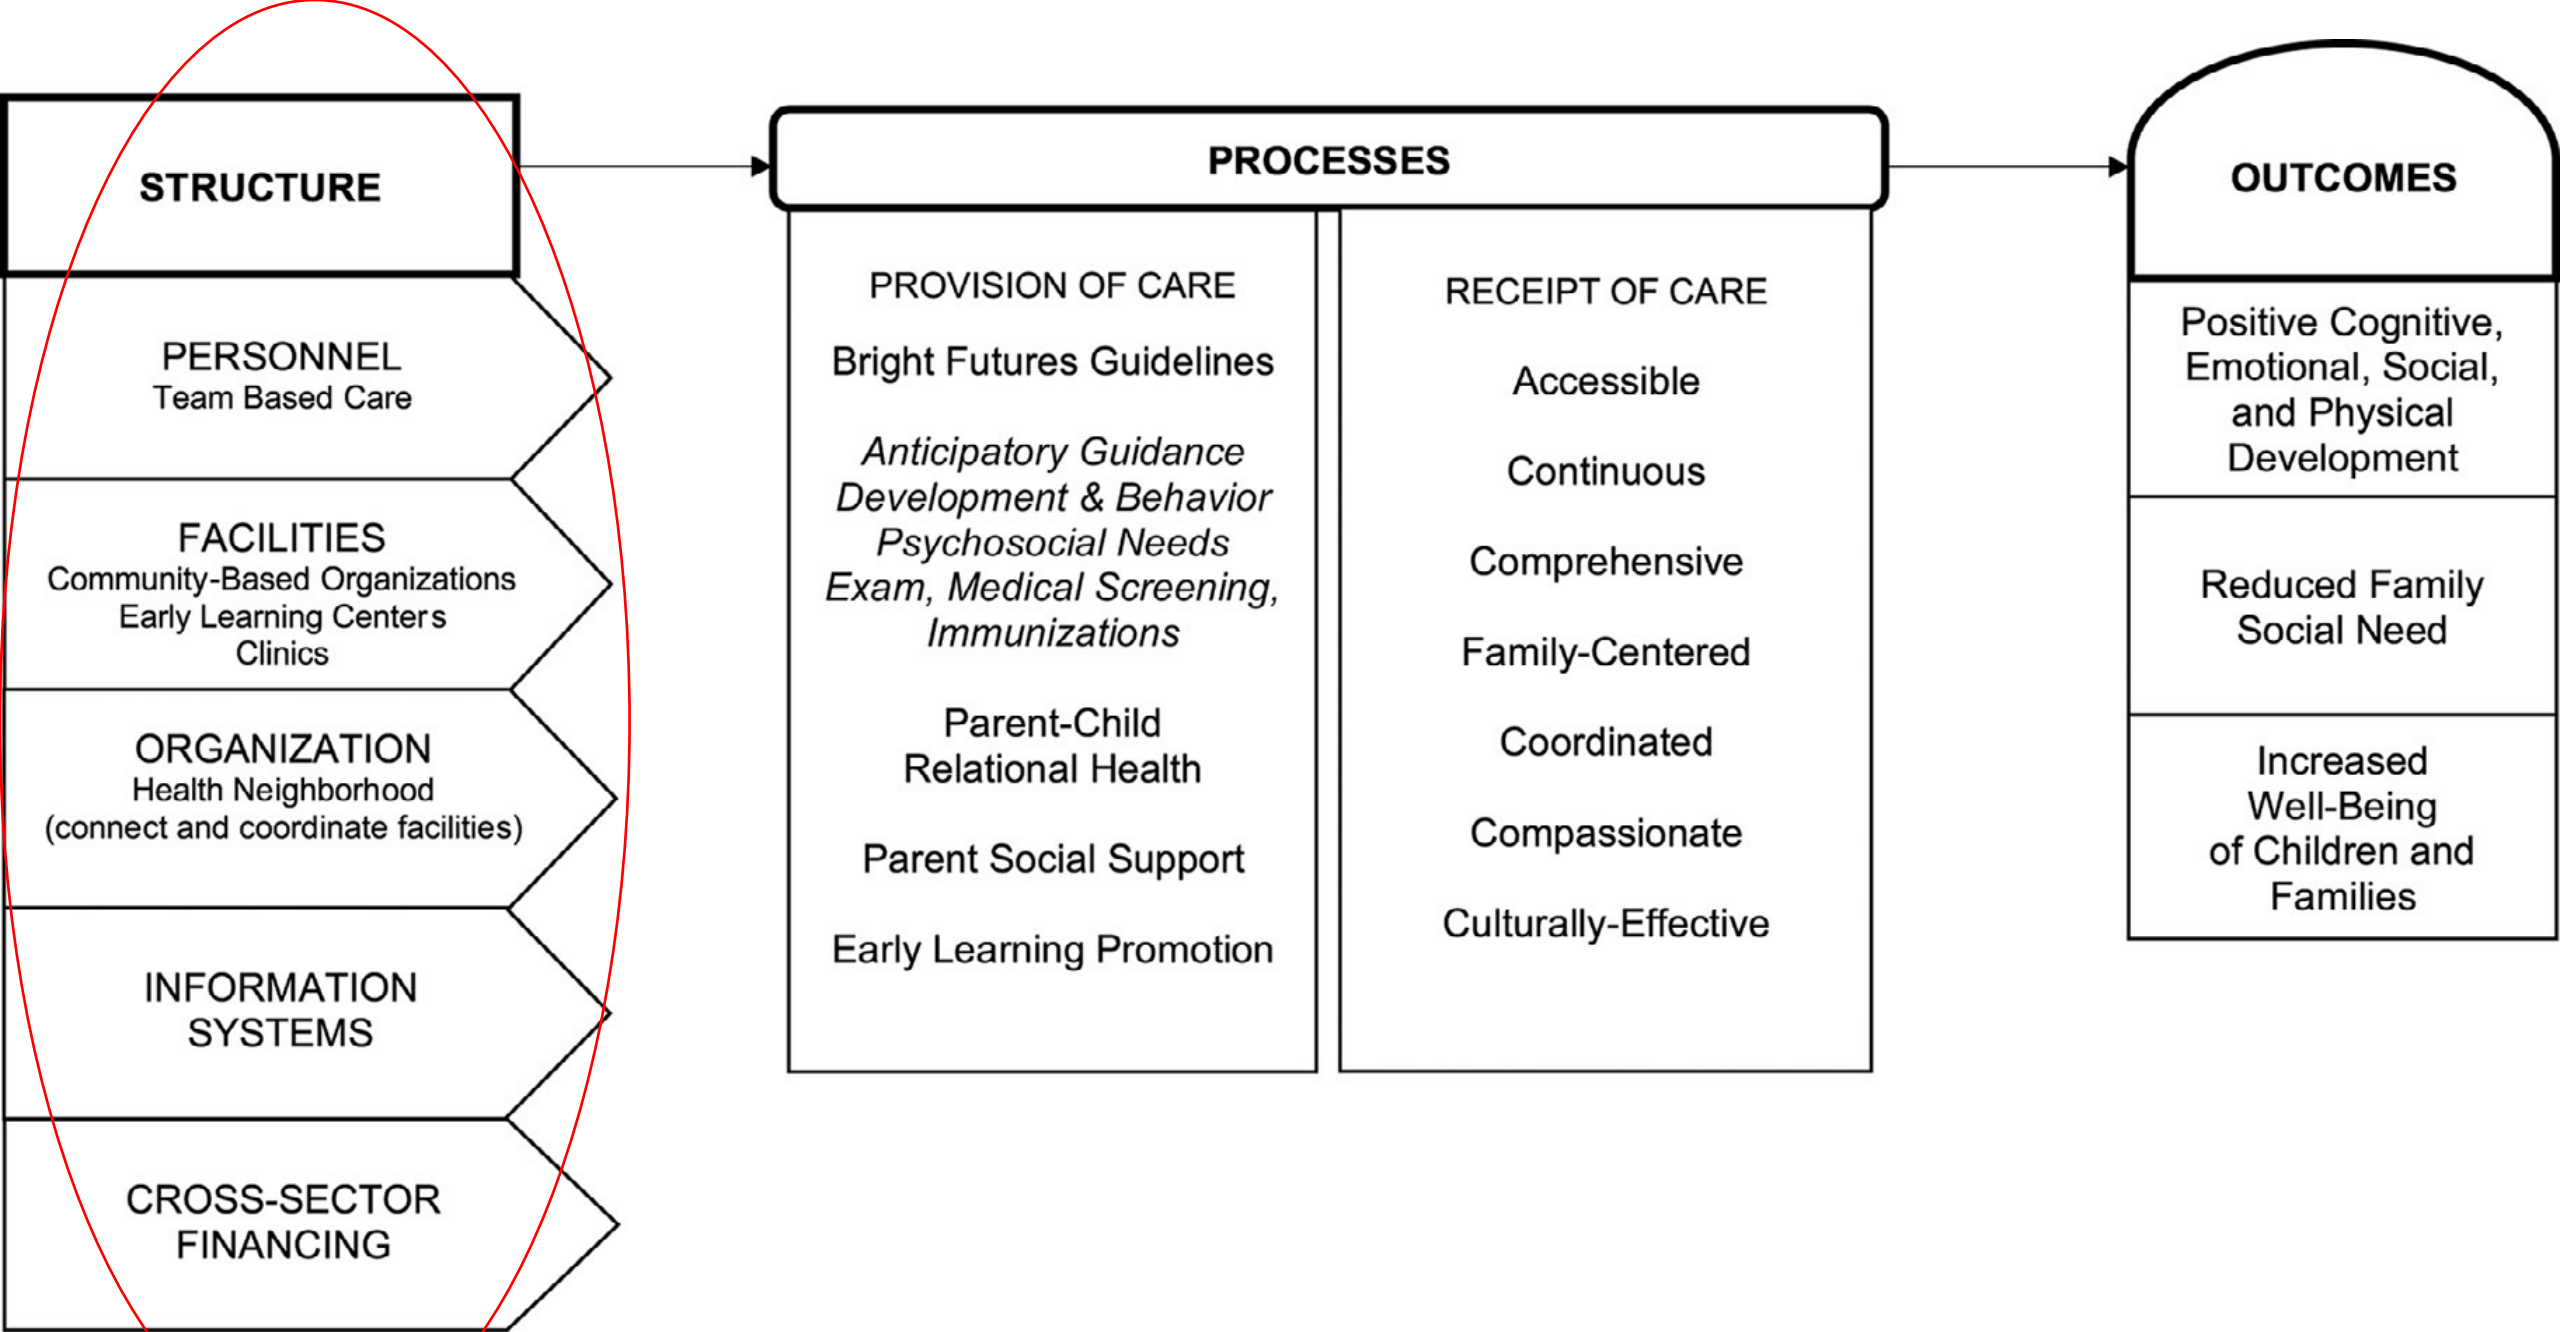 STRUCTURE
PERSONNEL
Team Based Care
FACILITIES
Community-Based Organizations
Early Learning Centers
Clinics
ORGANIZATION
Health Neighborhood
(connect and coordinate facilities)
INFORMATION
SYSTEMS
CROSS-SECTOR
FINANCING
PROCESSES
PROVISION OF CARE
Bright Futures Guidelines
Anticipatory Guidance
Development & Behavior
Psychosocial Needs
Exam, Medical Screening,
Immunizations
Parent-Child
Relational Health
Parent Social Support
Early Learning Promotion
RECEIPT OF CARE
Accessible
Continuous
Comprehensive
Family-Centered
Coordinated
Compassionate
Culturally-Effective
OUTCOMES
Positive Cognitive,
Emotional, Social,
and Physical
Development
Reduced Family
Social Need
Increased
Well-Being
of Children and
Families